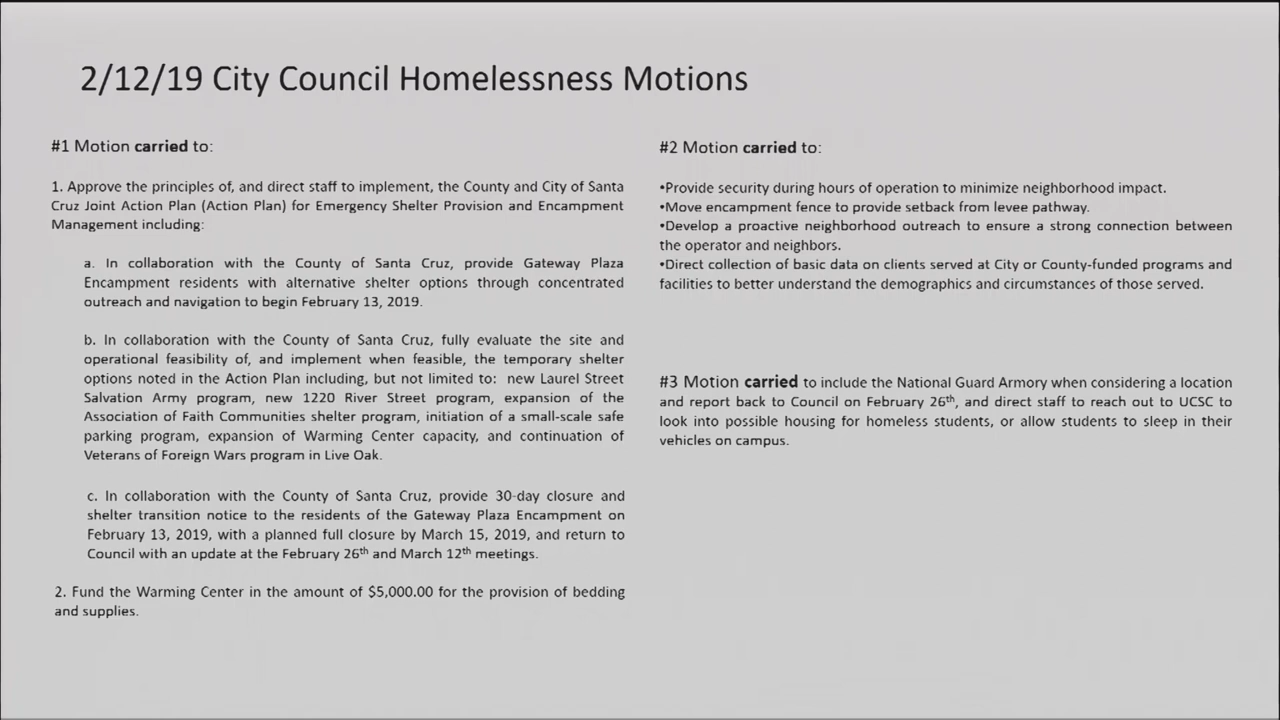 2/12/19 City Council Homelessness Motions
#1 Motion carried to:
1. Approve the principles of, and direct staff to implement, the County and City of Santa
Cruz Joint Action Plan (Action Plan) for Emergency Shelter Provision and Encampment
Management including:
a. In collaboration with the County of Santa Cruz, provide Gateway Plaza
Encampment residents with alternative shelter options through concentrated
outreach and navigation to begin February 13, 2019.
b. In collaboration with the County of Santa Cruz, fully evaluate the site and
operational feasibility of, and implement when feasible, the temporary shelter
options noted in the Action Plan including, but not limited to: new Laurel Street
Salvation Army program, new 1220 River Street program, expansion of the
Association of Faith Communities shelter program, initiation of a small-scale safe
parking program, expansion of Warming Center capacity, and continuation of
Veterans of Foreign Wars program in Live Oak.
c. In collaboration with the County of Santa Cruz, provide 30-day closure and
shelter transition notice to the residents of the Gateway Plaza Encampment on
February 13, 2019, with a planned full closure by March 15, 2019, and return to
Council with an update at the February 26th and March 12th meetings.
2. Fund the Warming Center in the amount of $5,000.00 for the provision of bedding
and supplies.
#2 Motion carried to:
•Provide security during hours of operation to minimize neighborhood impact.
•Move encampment fence to provide setback from levee pathway.
•Develop a proactive neighborhood outreach to ensure a strong connection between
the operator and neighbors.
•Direct collection of basic data on clients served at City or County-funded programs and
facilities to better understand the demographics and circumstances of those served.
#3 Motion carried to include the National Guard Armory when considering a location
and report back to Council on February 26th, and direct staff to reach out to UCSC to
look into possible housing for homeless students, or allow students to sleep in their
vehicles on campus.